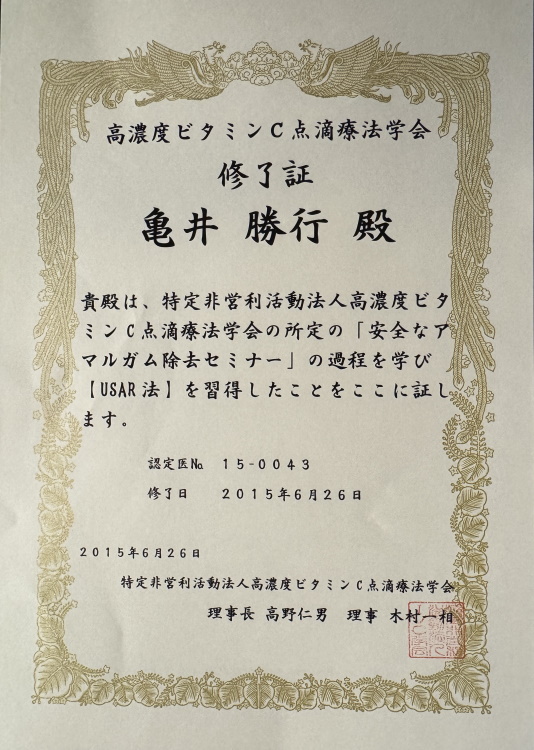 高濃度ビタミンC点滴療法学会
修了証
亀井 勝行 殿
貴殿は、特定非営利活動法人高濃度ビタ
ミンC点滴療法学会の所定の「安全なア
マルガム除去セミナー」の過程を学び
【USAR法】を習得したことをここに証し
ます。
認定医№ 15-0043
修了日 2015年6月26日
2015年6月26日
特定非営利活動法人高濃度ビタミンC点滴療法学会
理事長 高野仁男 理事 木村一相